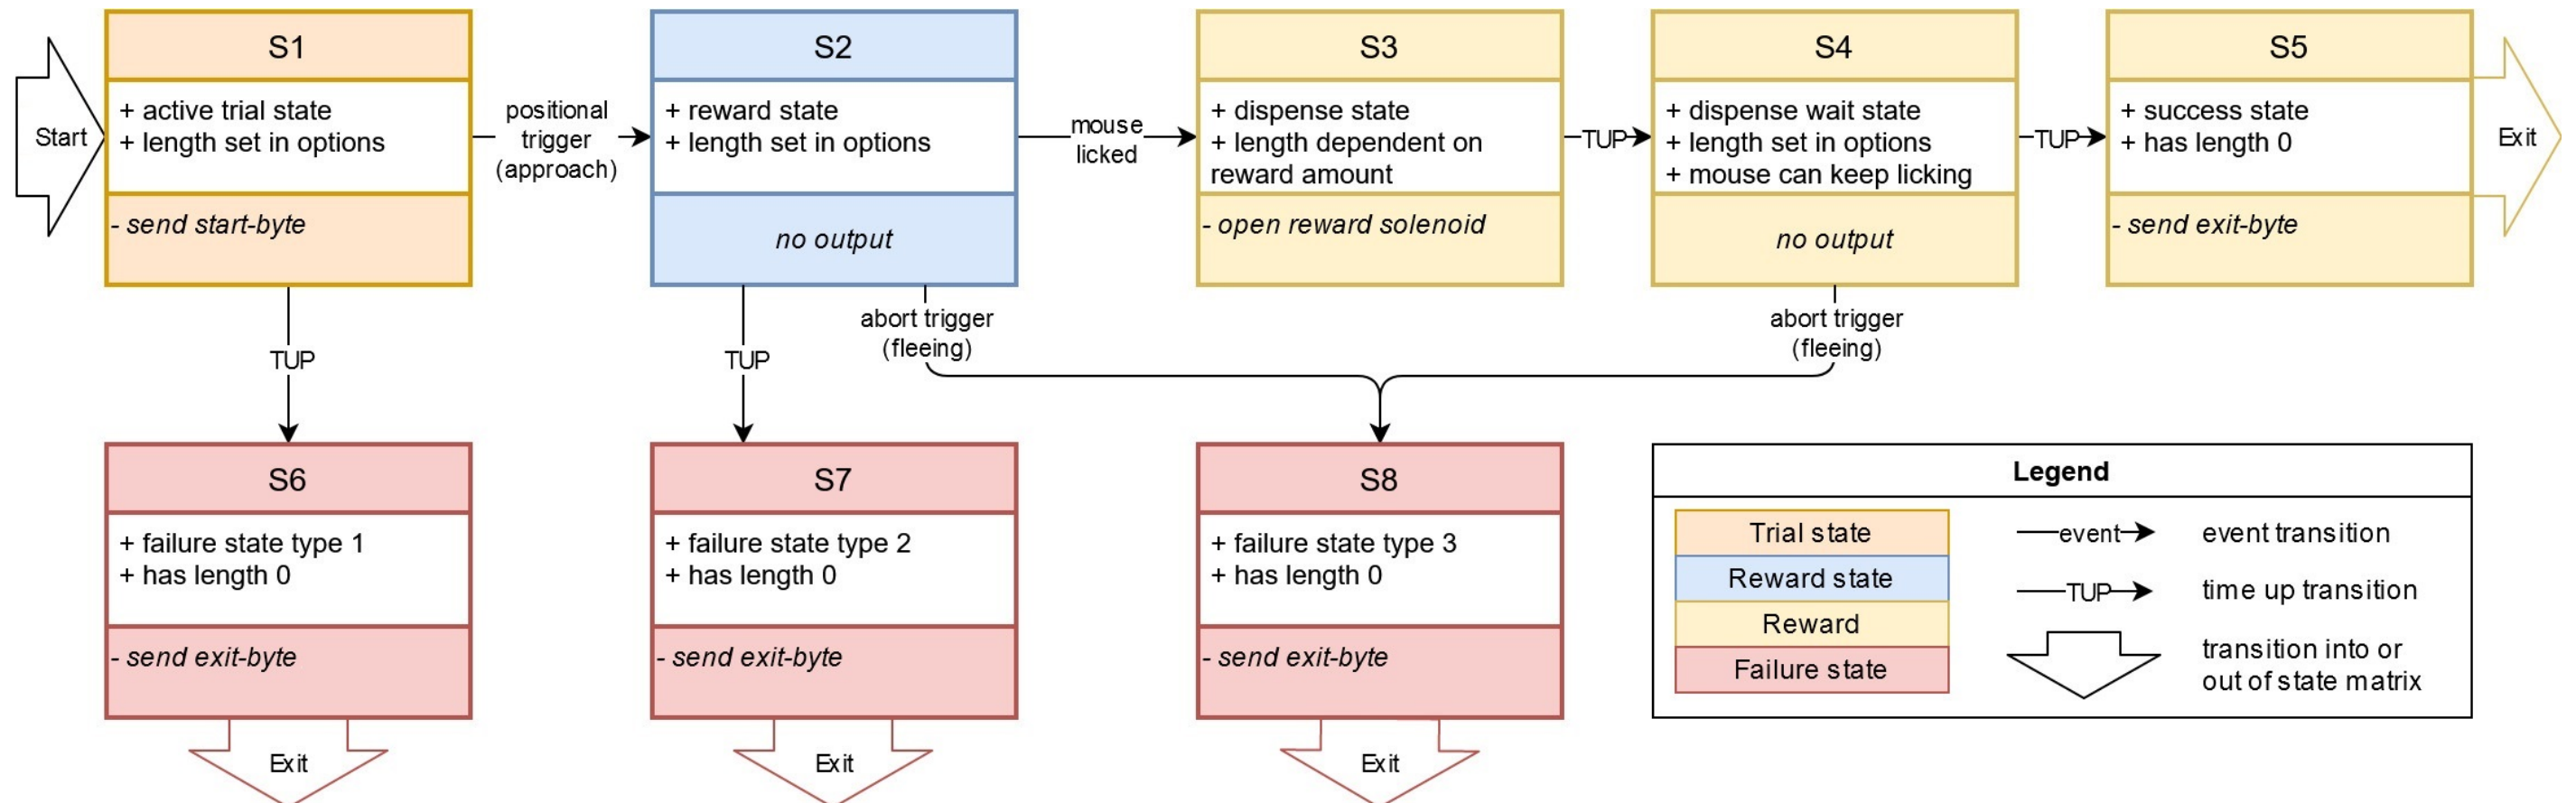 Start
S1
+ active trial state
+ length set in options
- send start-byte
positional
trigger
(approach)
S2
+ reward state
+ length set in options
no output
mouse
licked
S3
+ dispense state
+ length dependent on
reward amount
- open reward solenoid
TUP
S4
+ dispense wait state
+ length set in options
+ mouse can keep licking
no output
TUP
S5
+ success state
+ has length 0
- send exit-byte
Exit
TUP
TUP
abort trigger
(fleeing)
abort trigger
(fleeing)
S6
+ failure state type 1
+ has length 0
- send exit-byte
Exit
S7
+ failure state type 2
+ has length 0
- send exit-byte
Exit
S8
+ failure state type 3
+ has length 0
- send exit-byte
Exit
Legend
Trial state
Reward state
Reward
Failure state
event
event transition
TUP
time up transition
transition into or
out of state matrix